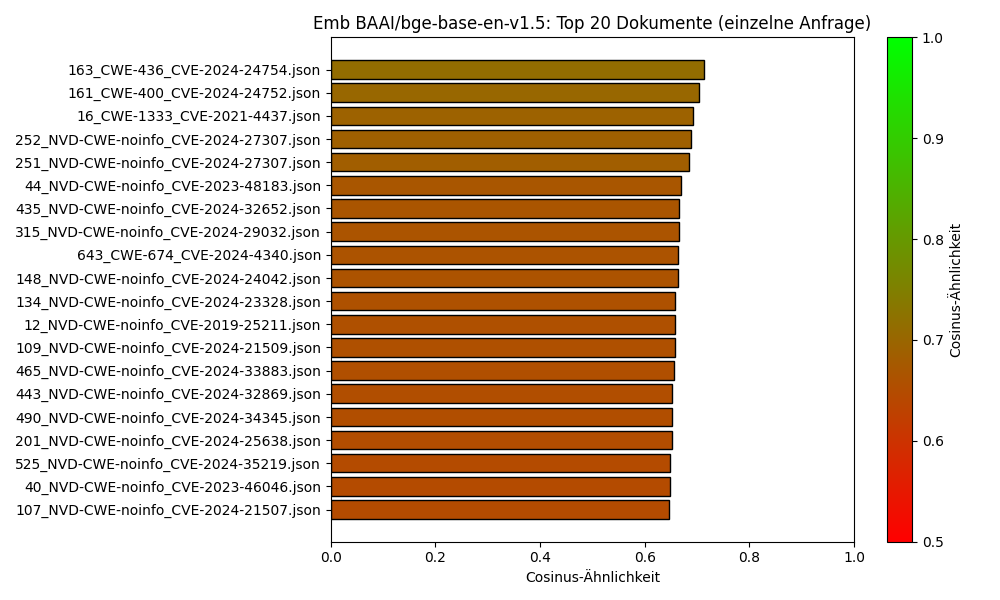 Emb BAAI/bge-base-en-v1.5: Top 20 Dokumente (einzelne Anfrage)
163_CWE-436_CVE-2024-24754.json
161_CWE-400_CVE-2024-24752.json
16_CWE-1333_CVE-2021-4437.json
252_NVD-CWE-noinfo_CVE-2024-27307.json
251_NVD-CWE-noinfo_CVE-2024-27307.json
44_NVD-CWE-noinfo_CVE-2023-48183.json
435_NVD-CWE-noinfo_CVE-2024-32652.json
315_NVD-CWE-noinfo_CVE-2024-29032.json
643_CWE-674_CVE-2024-4340.json
148_NVD-CWE-noinfo_CVE-2024-24042.json
134_NVD-CWE-noinfo_CVE-2024-23328.json
12_NVD-CWE-noinfo_CVE-2019-25211.json
109_NVD-CWE-noinfo_CVE-2024-21509.json
465_NVD-CWE-noinfo_CVE-2024-33883.json
443_NVD-CWE-noinfo_CVE-2024-32869.json
490_NVD-CWE-noinfo_CVE-2024-34345.json
201_NVD-CWE-noinfo_CVE-2024-25638.json
525_NVD-CWE-noinfo_CVE-2024-35219.json
40_NVD-CWE-noinfo_CVE-2023-46046.json
107_NVD-CWE-noinfo_CVE-2024-21507.json
0.0 0.2 0.4 0.6 0.8 1.0
Cosinus-Ähnlichkeit
1.0
0.9
0.8
0.7
0.6
0.5
Cosinus-Ähnlichkeit